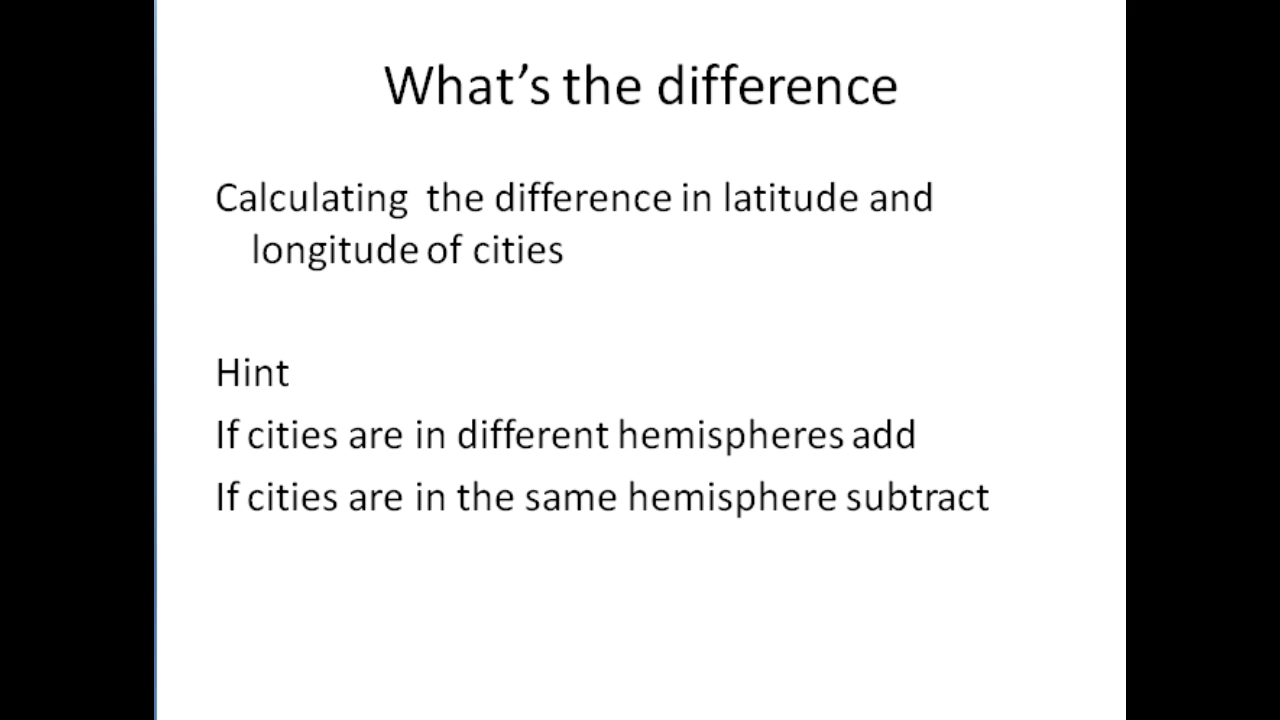 What’s the difference
Calculating the difference in latitude and
longitude of cities
Hint
If cities are in different hemispheres add
If cities are in the same hemisphere subtract